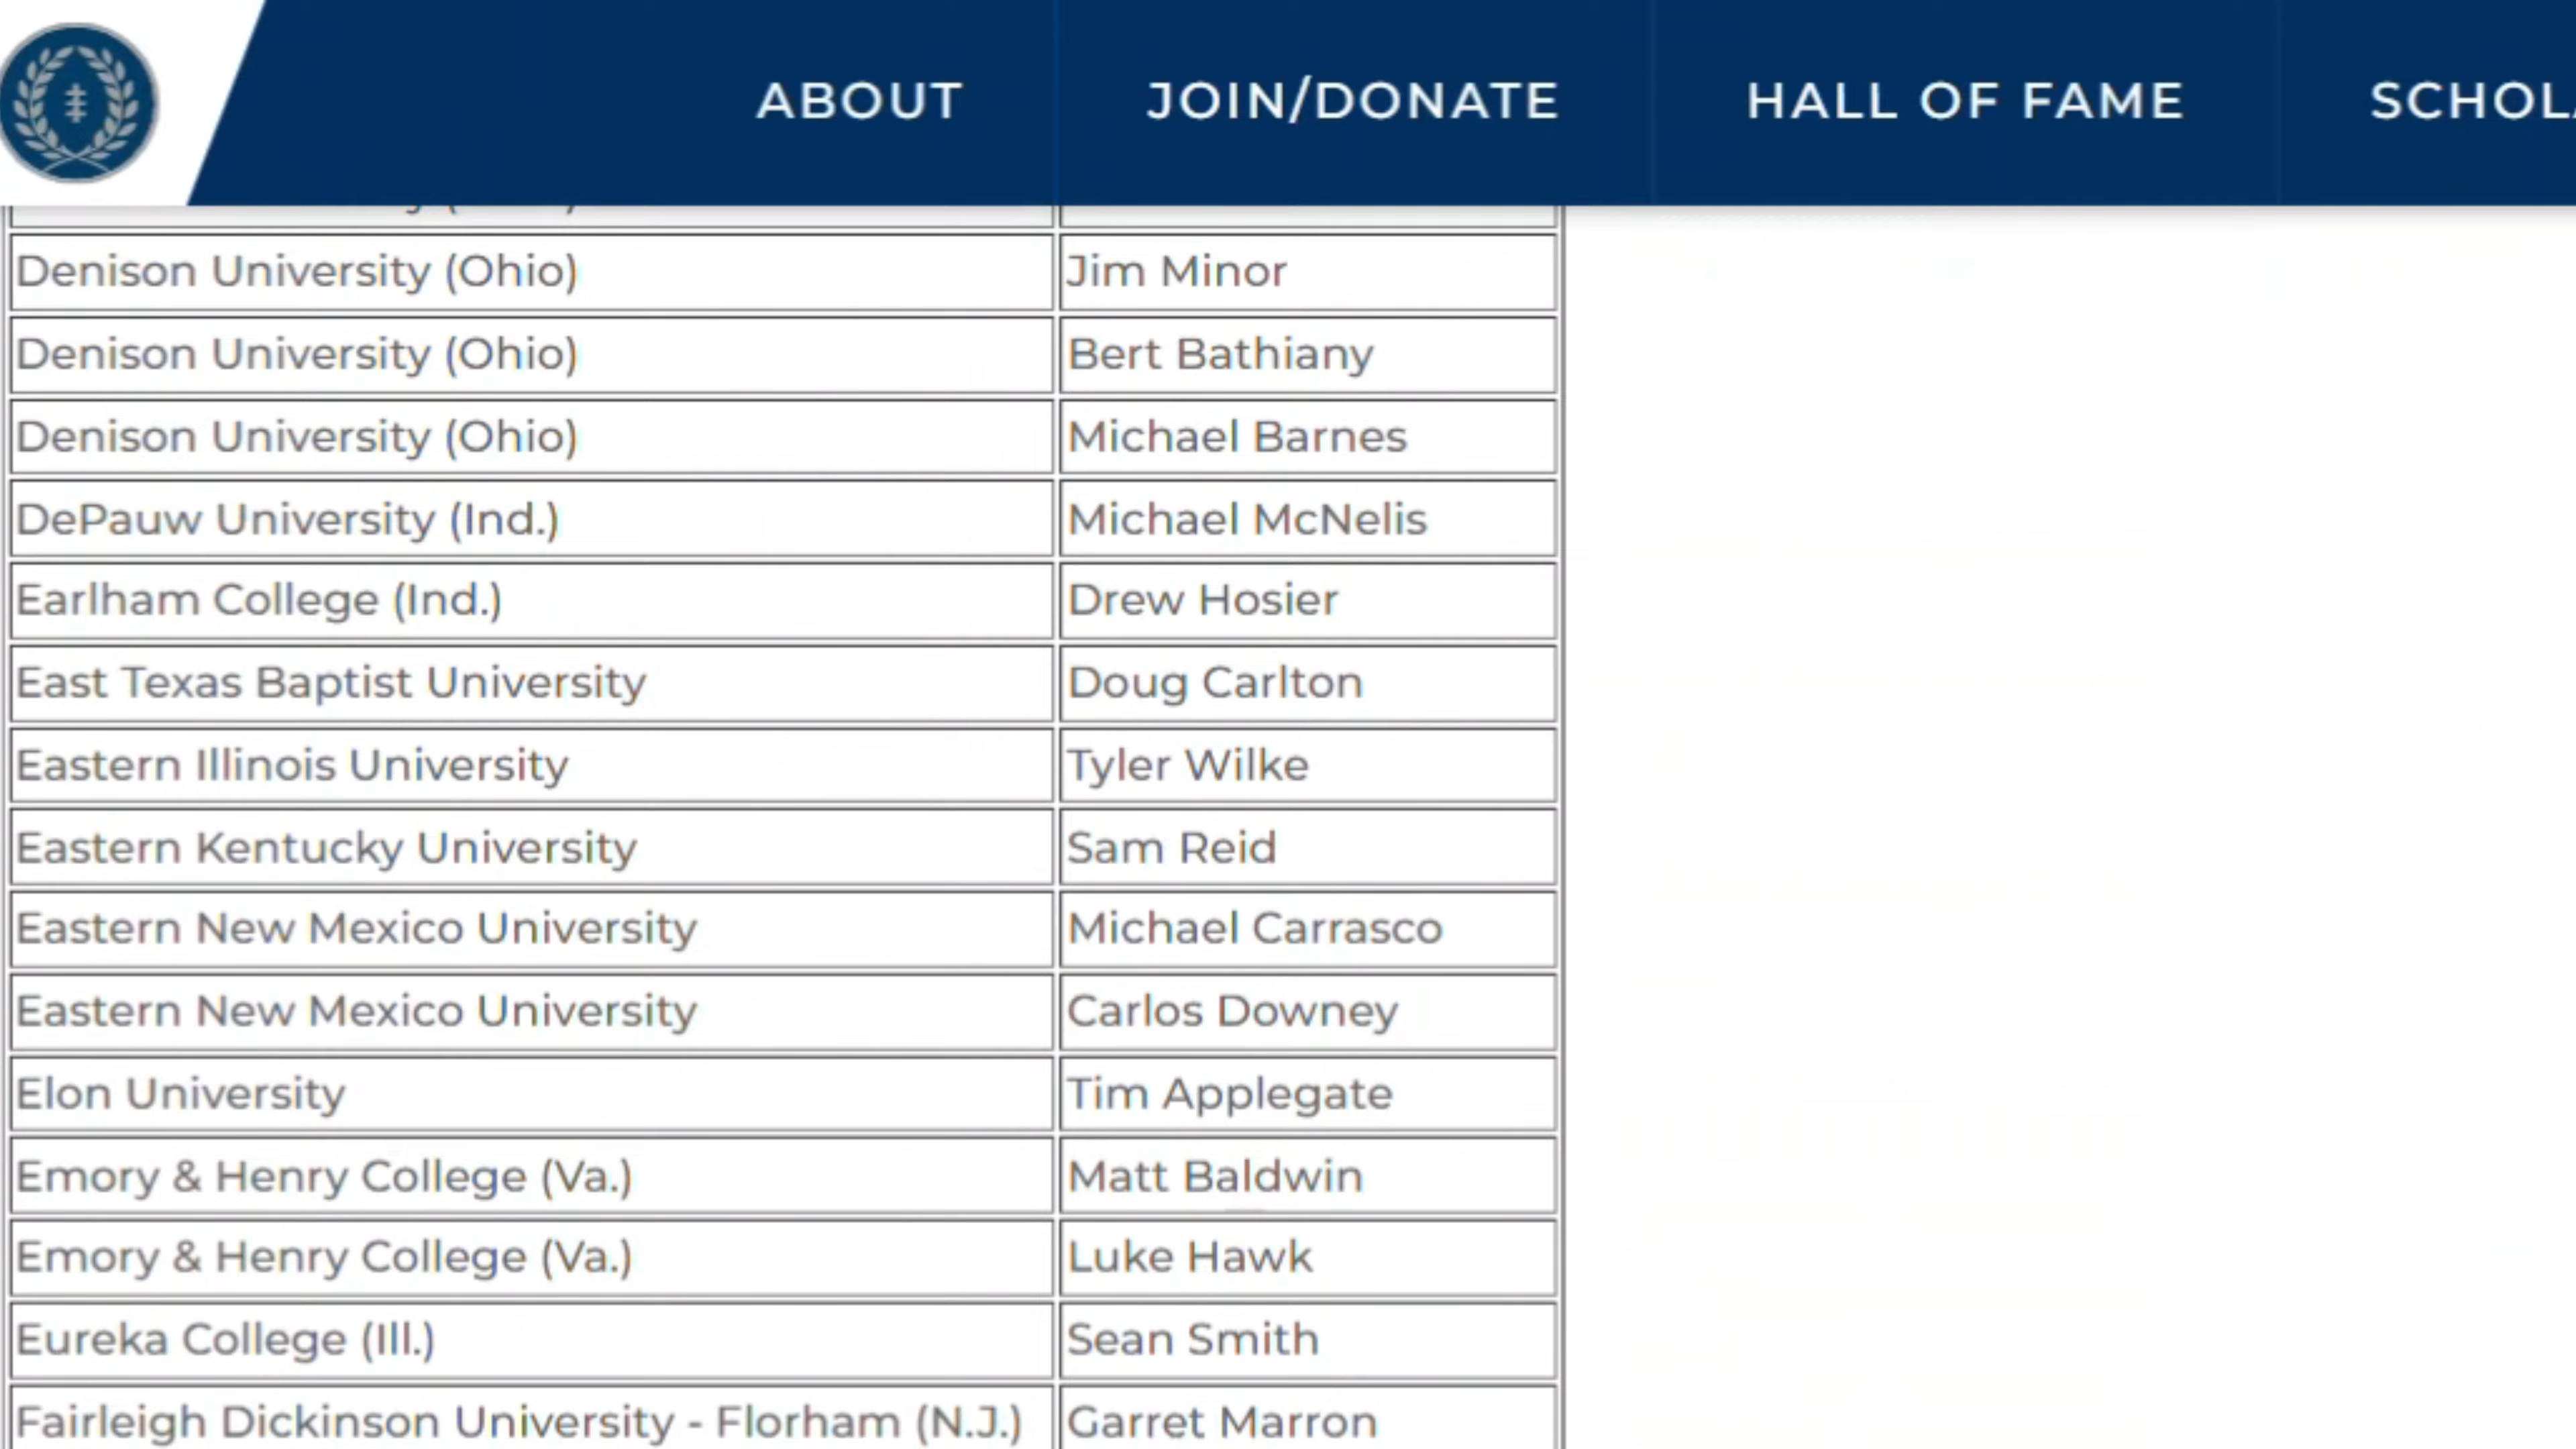 ABOUT JOIN/DONATE HALL OF FAME
Denison University (Ohio) Jim Minor
Denison University (Ohio) Bert Bathiany
Denison University (Ohio) Michael Barnes
DePauw University (Ind.) Michael McNelis
Earlham College (Ind.) Drew Hosier
East Texas Baptist University Doug Carlton
Eastern Illinois University Tyler Wilke
Eastern Kentucky University Sam Reid
Eastern New Mexico University Michael Carrasco
Eastern New Mexico University Carlos Downey
Elon University Tim Applegate
Emory & Henry College (Va.) Matt Baldwin
Emory & Henry College (Va.) Luke Hawk
Eureka College (Ill.) Sean Smith
Fairleigh Dickinson University - Florham (N.J.) Garret Marron